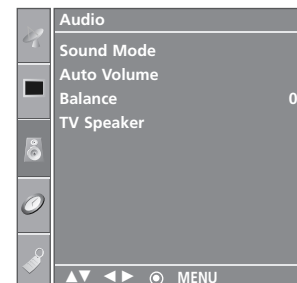 Audio
Sound Mode
Auto Volume
Balance 0
TV Speaker
▲▼ ◄► ⦿ MENU